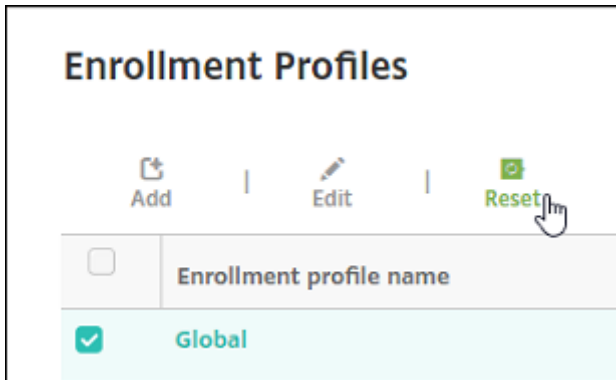 Enrollment Profiles
Add | Edit | Reset
Enrollment profile name
Global